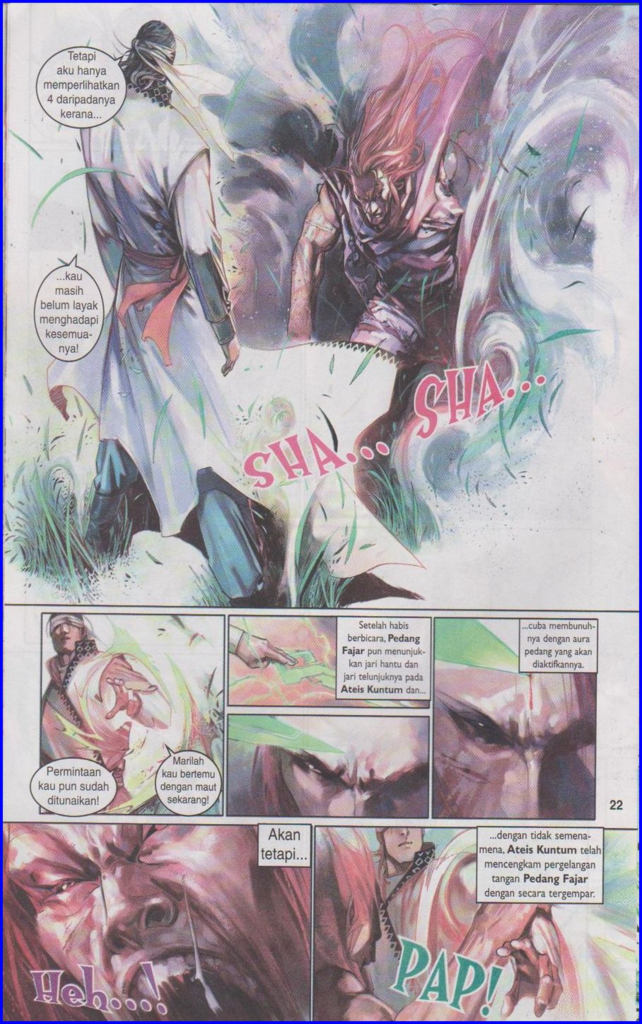 Tetapi
aku hanya
memperlihatkan
4 daripadanya
kerana...
...kau
masih
belum layak
menghadapi
kesemua-
nya!
SHA... SHA...
Permintaan
kau pun sudah
ditunaikan!
Marilah
kau bertemu
dengan maut
sekarang!
Setelah habis
berbicara, Pedang
Fajar pun menunjuk-
kan jari hantu dan
jari telunjuknya pada
Ateis Kuntum dan...
...cuba membunuh-
nya dengan aura
pedang yang akan
diaktifkannya.
22
Akan
tetapi...
Heh...!
...dengan tidak semena-
mena, Ateis Kuntum telah
mencengkam pergelangan
tangan Pedang Fajar
dengan secara tergempar.
PAP!